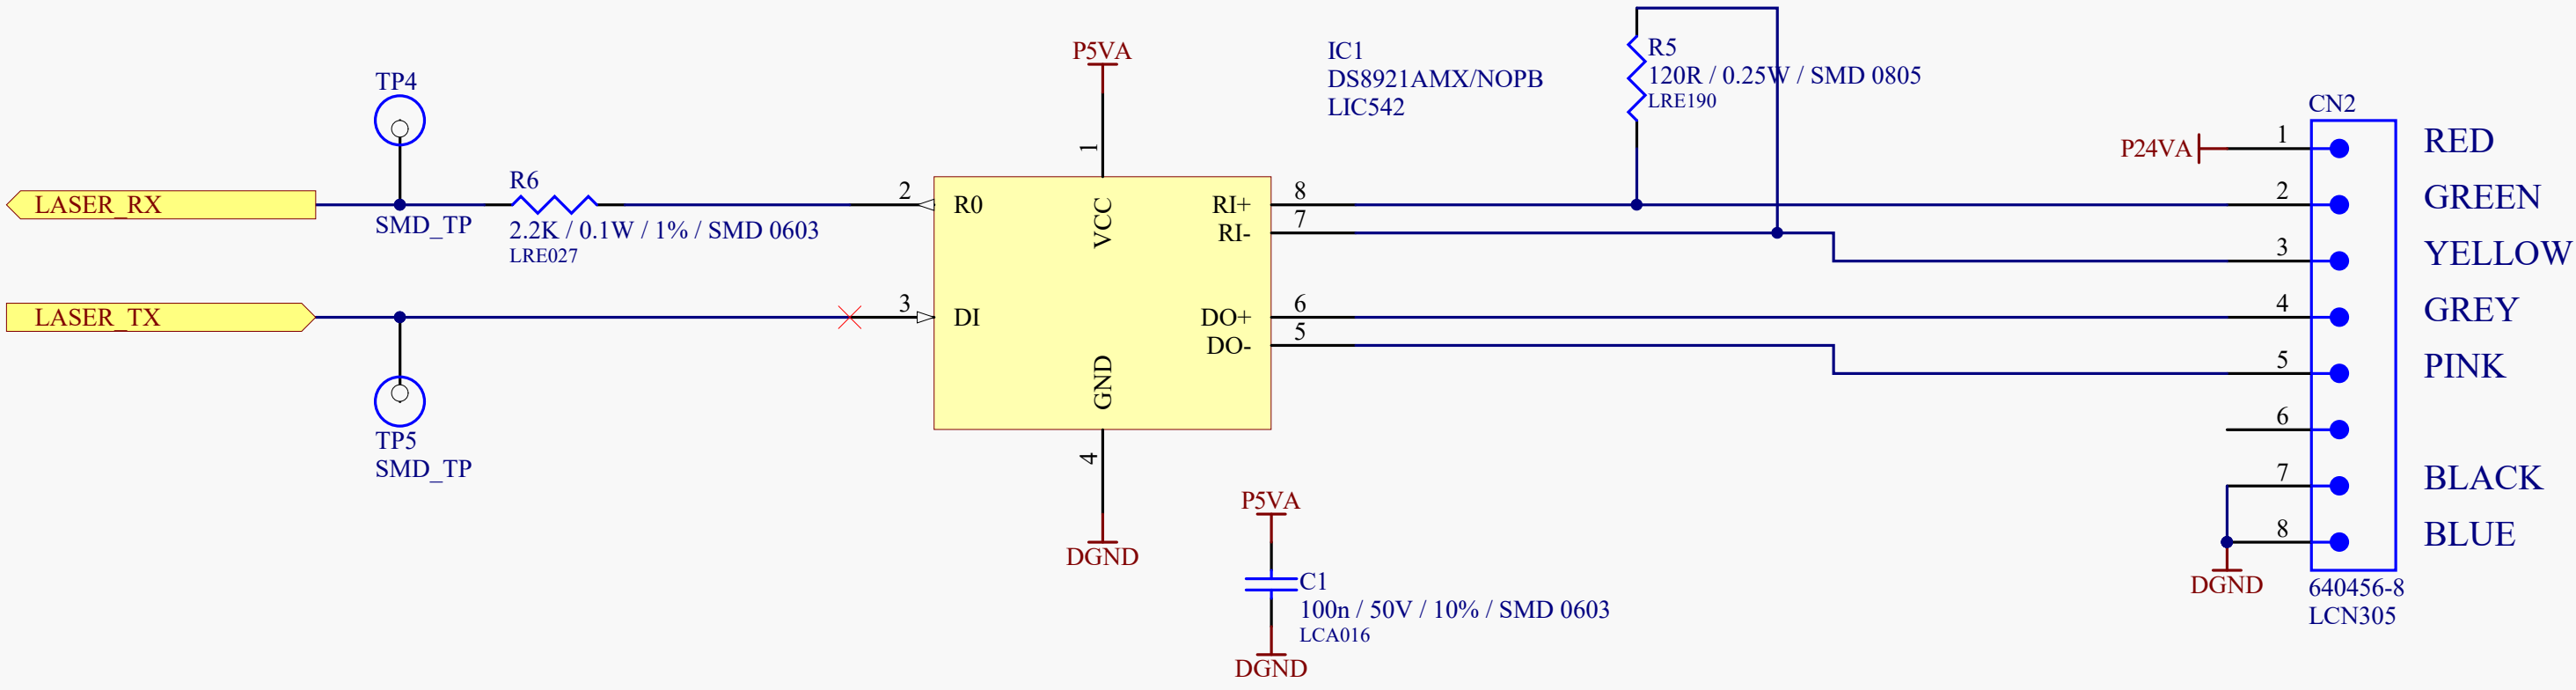 TP4
SMD_TP
LASER_RX
R6
2.2K / 0.1W / 1% / SMD 0603
LRE027
LASER_TX
TP5
SMD_TP
P5VA
1
2
R0
VCC
3
DI
GND
4
DGND
IC1
DS8921AMX/NOPB
LIC542
RI+
8
RI-
7
DO+
6
DO-
5
R5
120R / 0.25W / SMD 0805
LRE190
P5VA
C1
100n / 50V / 10% / SMD 0603
LCA016
DGND
CN2
P24VA
1
RED
2
GREEN
3
YELLOW
4
GREY
5
PINK
6
7
BLACK
8
BLUE
DGND
640456-8
LCN305